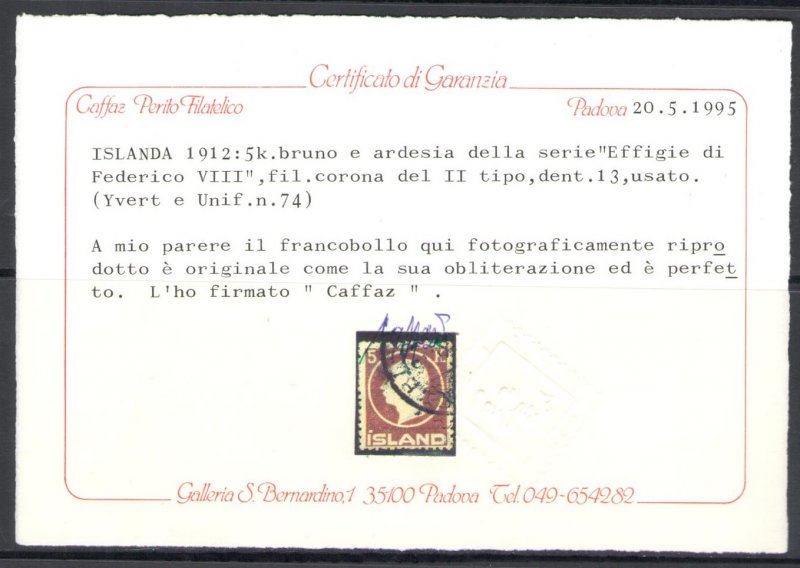 Certificato di Garanzia
Caffaz Perito Filatelico
Padova 20.5.1995
ISLANDA 1912:5k.bruno e ardesia della serie"Effigie di
Federico VIII",fil.corona del II tipo,dent.13,usato.
(Yvert e Unif.n.74)
A mio parere il francobollo qui fotograficamente ripro
dotto è originale come la sua obliterazione ed è perfet
to. L'ho firmato " Caffaz " .
Caffaz
5 K
ÍSLAND
Galleria S. Bernardino,1 35100 Padova Tel. 049-654282